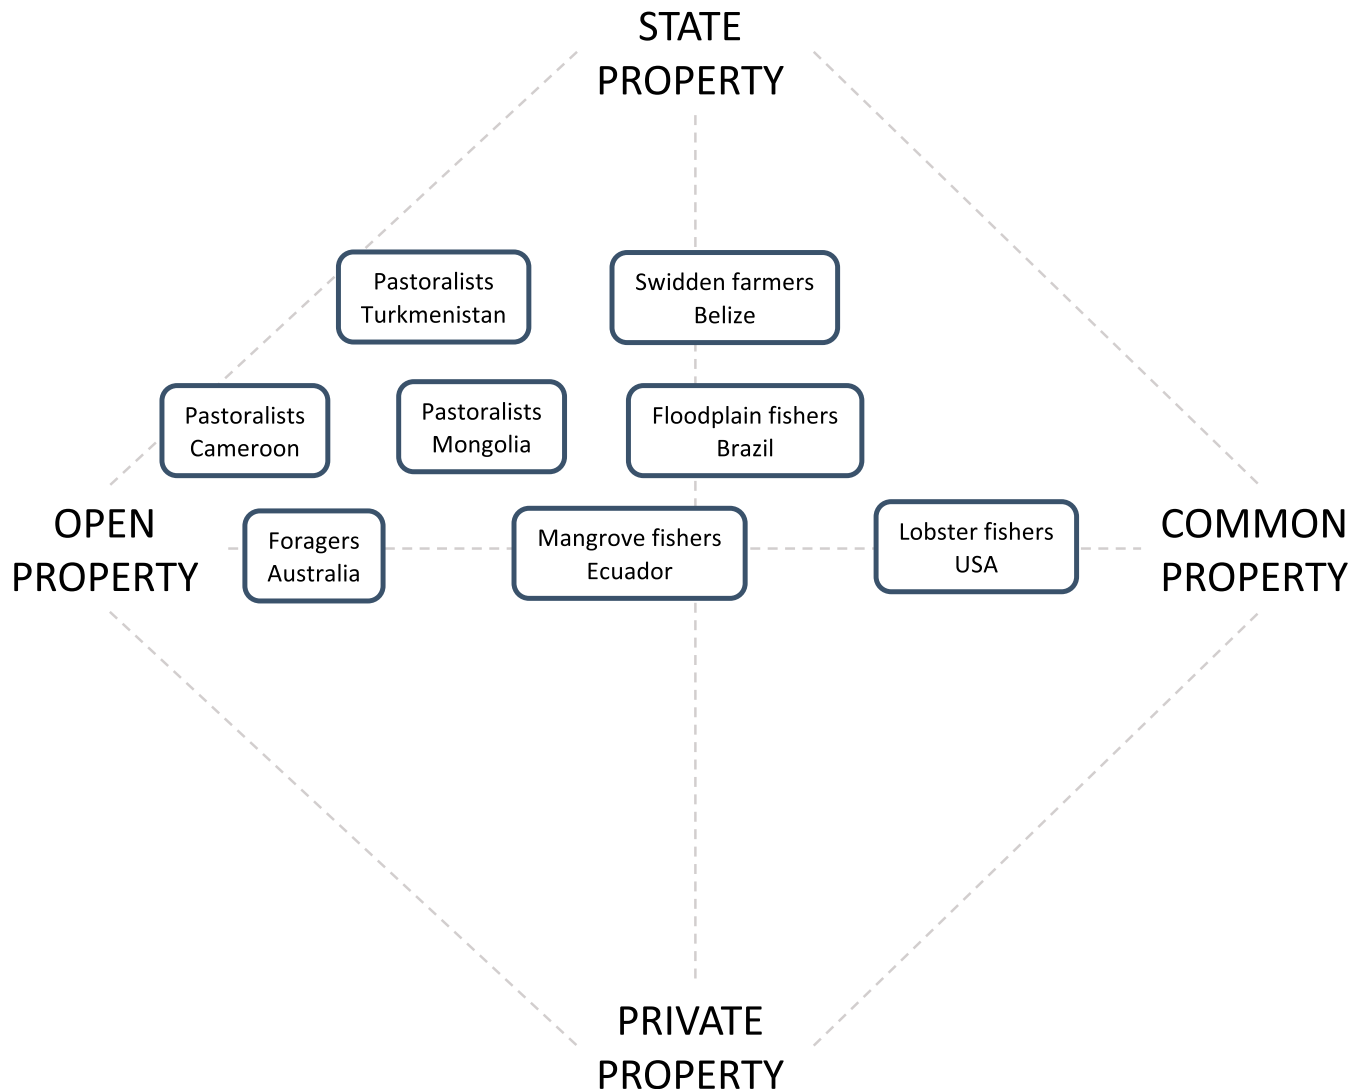 STATE
PROPERTY
Pastoralists
Turkmenistan
Swidden farmers
Belize
Pastoralists
Cameroon
Pastoralists
Mongolia
Floodplain fishers
Brazil
OPEN
PROPERTY
Foragers
Australia
Mangrove fishers
Ecuador
Lobster fishers
USA
COMMON
PROPERTY
PRIVATE
PROPERTY